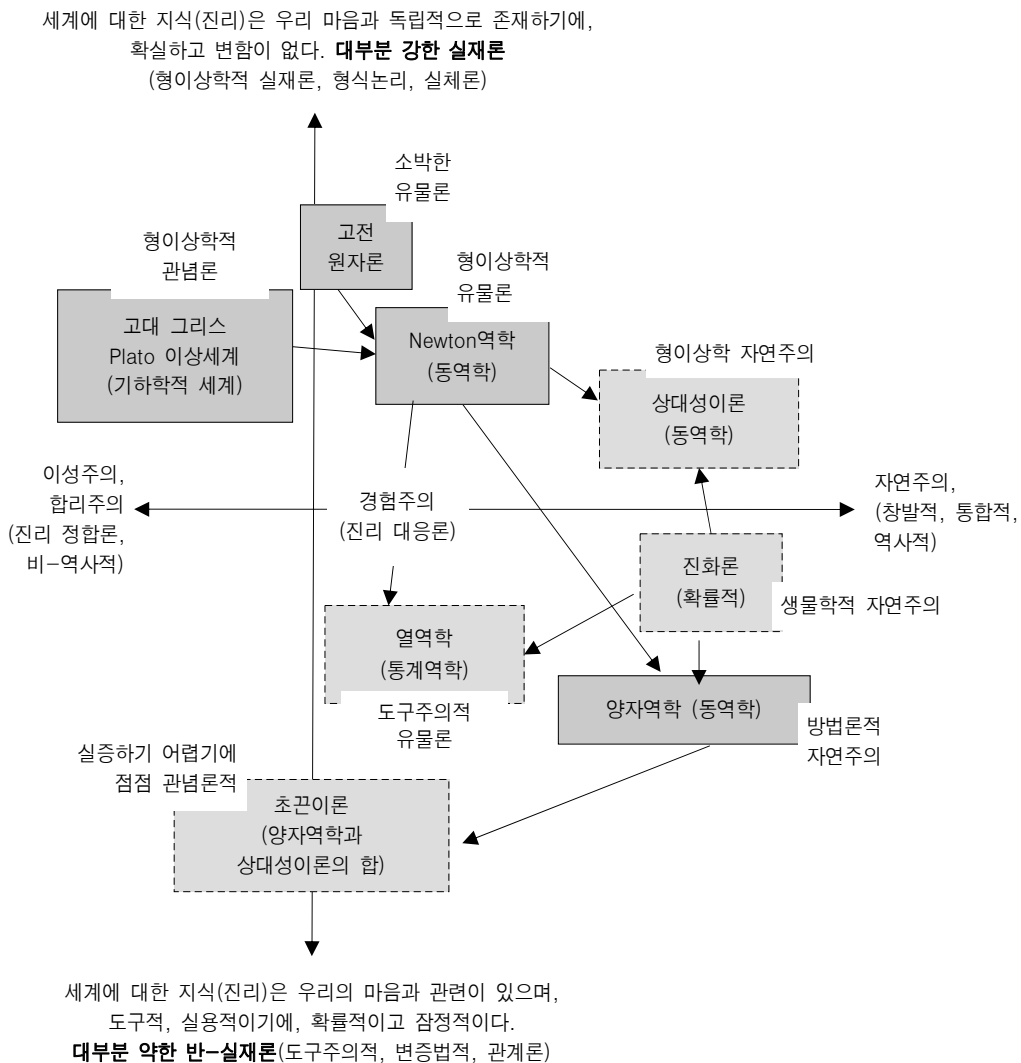 세계에 대한 지식(진리)은 우리 마음과 독립적으로 존재하기에,
확실하고 변함이 없다. 대부분 강한 실재론
(형이상학적 실재론, 형식논리, 실체론)
소박한
유물론
고전
원자론
형이상학적
관념론
형이상학적
유물론
고대 그리스
Plato 이상세계
(기하학적 세계)
Newton역학
(동역학)
형이상학 자연주의
상대성이론
(동역학)
이성주의,
합리주의
(진리 정합론,
비-역사적)
경험주의
(진리 대응론)
자연주의,
(창발적, 통합적,
역사적)
진화론
(확률적)
생물학적 자연주의
열역학
(통계역학)
도구주의적
유물론
양자역학 (동역학)
방법론적
자연주의
실증하기 어렵기에
점점 관념론적
초끈이론
(양자역학과
상대성이론의 합)
세계에 대한 지식(진리)은 우리의 마음과 관련이 있으며,
도구적, 실용적이기에, 확률적이고 잠정적이다.
대부분 약한 반-실재론(도구주의적, 변증법적, 관계론)